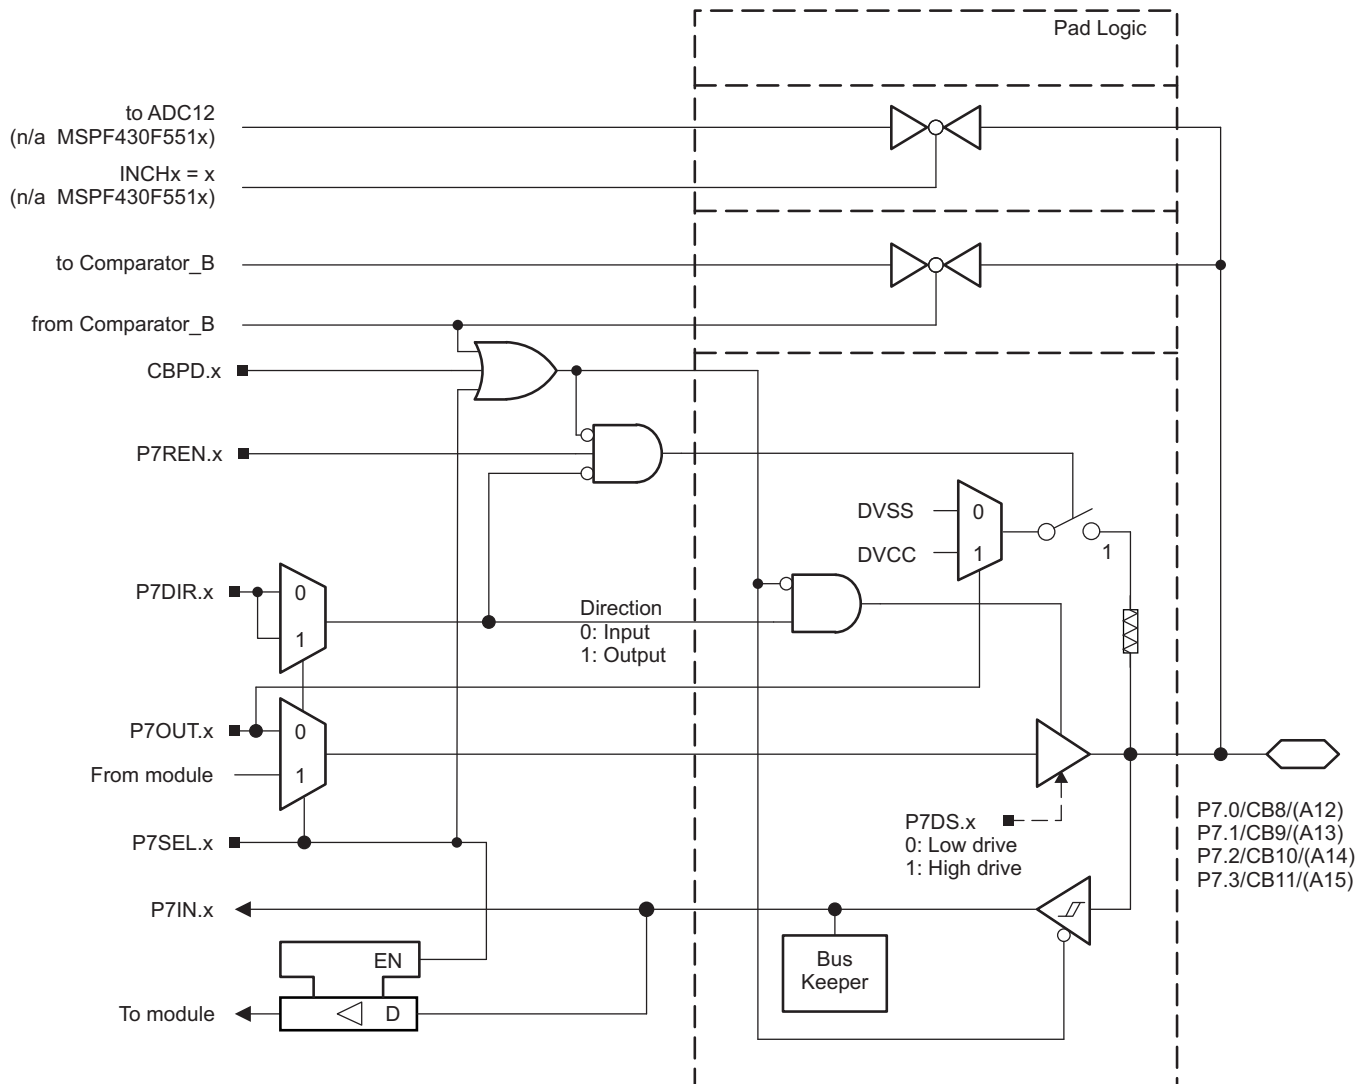 Pad Logic
to ADC12
(n/a MSPF430F551x)
INCHx = x
(n/a MSPF430F551x)
to Comparator_B
from Comparator_B
CBPD.x
P7REN.x
DVSS
0
DVCC
1
1
P7DIR.x
0
1
Direction
0: Input
1: Output
P7OUT.x
0
From module
1
P7DS.x
0: Low drive
1: High drive
P7.0/CB8/(A12)
P7.1/CB9/(A13)
P7.2/CB10/(A14)
P7.3/CB11/(A15)
P7SEL.x
P7IN.x
EN
Bus
Keeper
To module
D